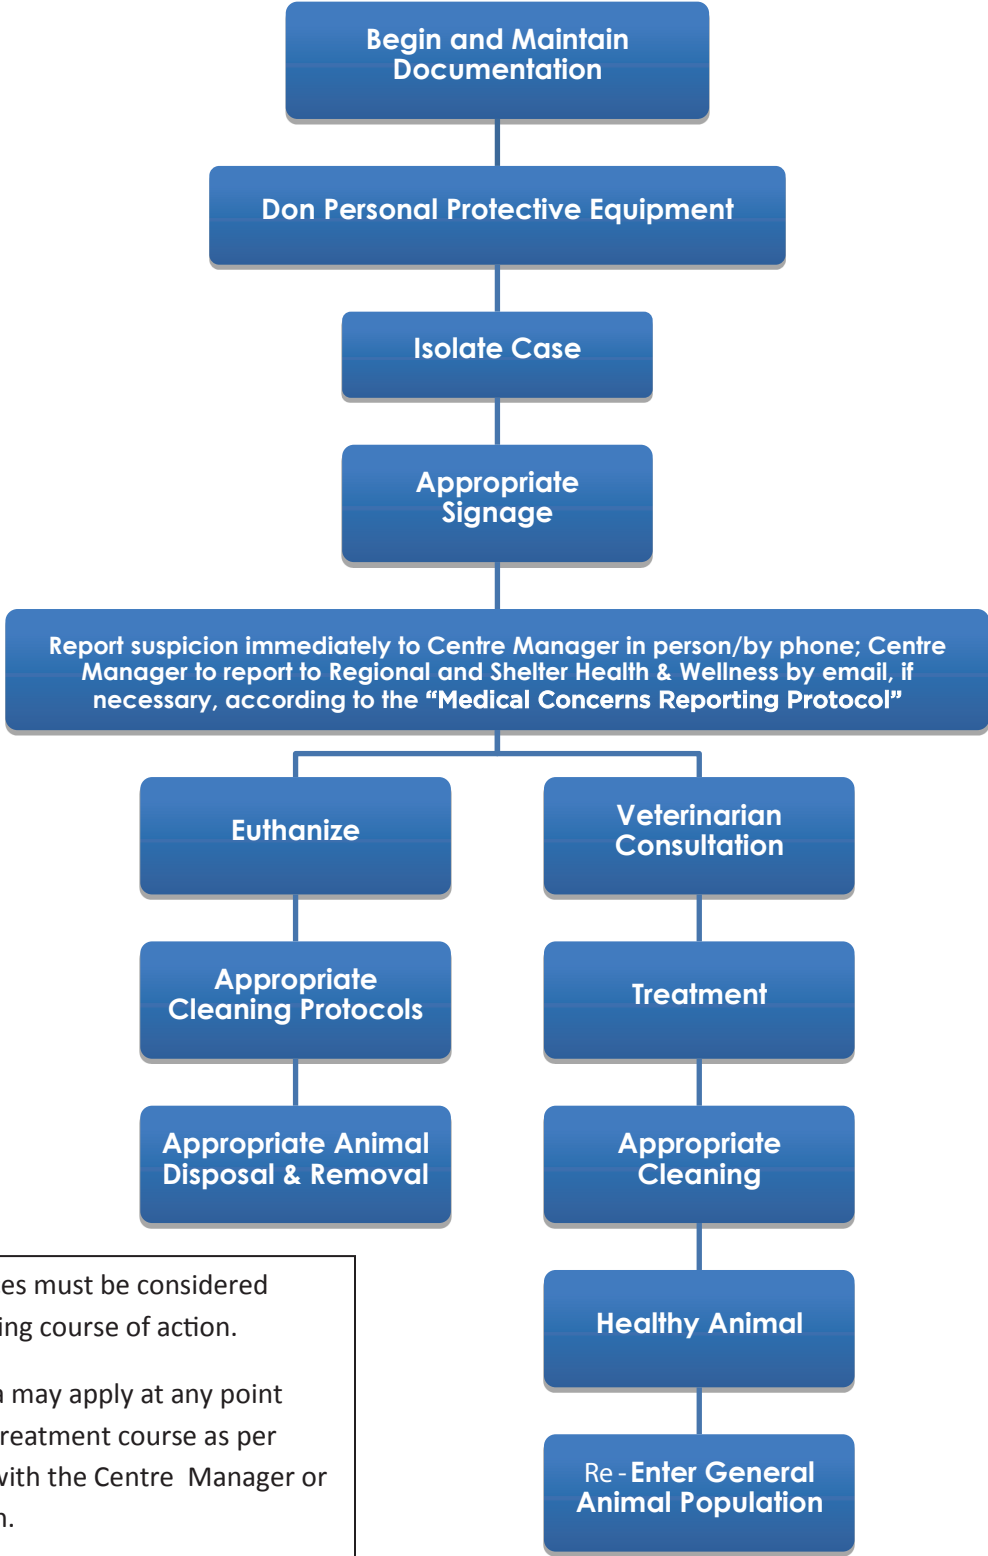 Begin and Maintain
Documentation
Don Personal Protective Equipment
Isolate Case
Appropriate
Signage
Report suspicion immediately to Centre Manager in person/by phone; Centre
Manager to report to Regional and Shelter Health & Wellness by email, if
necessary, according to the “Medical Concerns Reporting Protocol”
Euthanize
Appropriate
Cleaning Protocols
Appropriate Animal
Disposal & Removal
Veterinarian
Consultation
Treatment
Appropriate
Cleaning
Healthy Animal
Re - Enter General
Animal Population
must be considered
course of action.
may apply at any point
as per
with the Centre Manager or